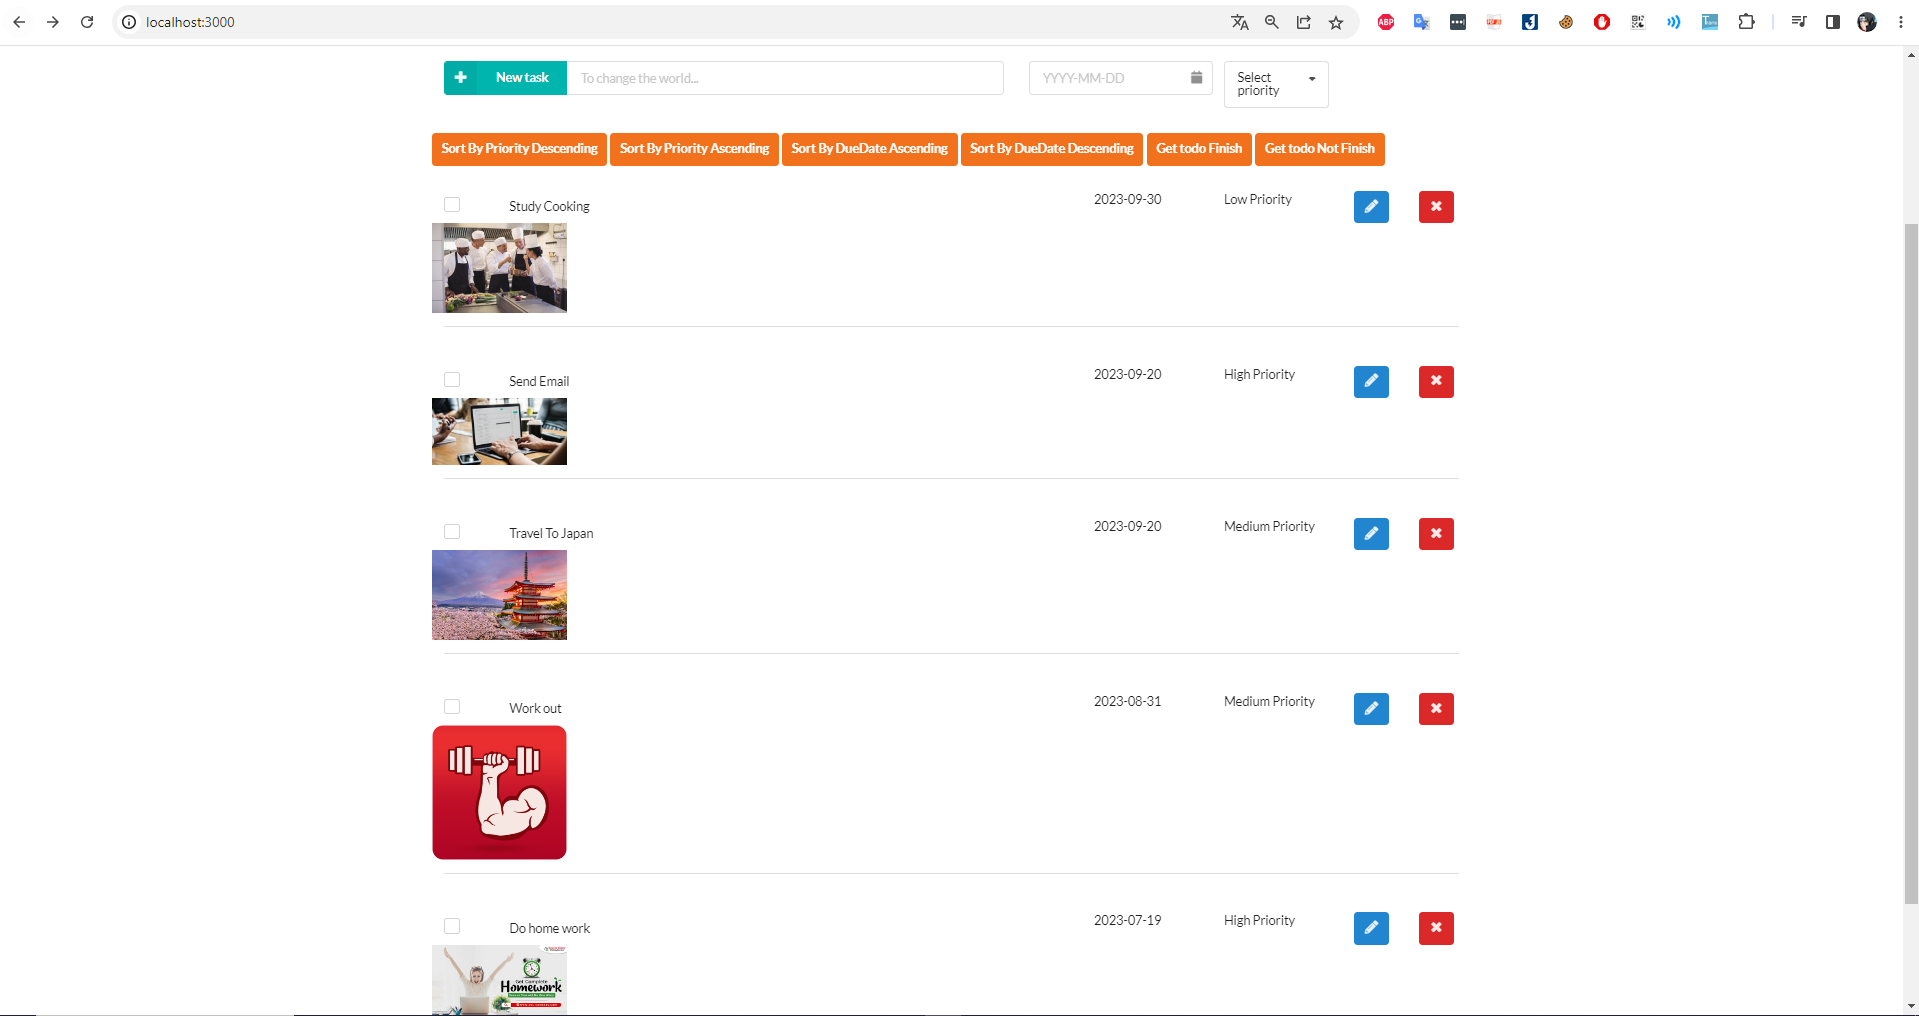 localhost:3000
New task
To change the world...
YYYY-MM-DD
Select
priority
Sort By Priority Descending
Sort By Priority Ascending
Sort By DueDate Ascending
Sort By DueDate Descending
Get todo Finish
Get todo Not Finish
Study Cooking
2023-09-30
Low Priority
Send Email
2023-09-20
High Priority
Travel To Japan
2023-09-20
Medium Priority
Work out
2023-08-31
Medium Priority
Do home work
2023-07-19
High Priority
Get Complete
Homework
ABP